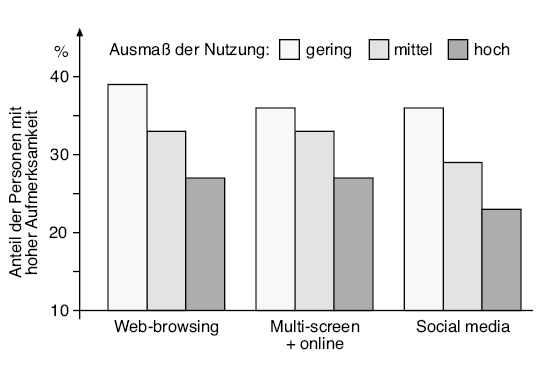 %
Ausmaß der Nutzung: gering mittel hoch
40
30
20
10
Anteil der Personen mit
hoher Aufmerksamkeit
Web-browsing
Multi-screen
+ online
Social media